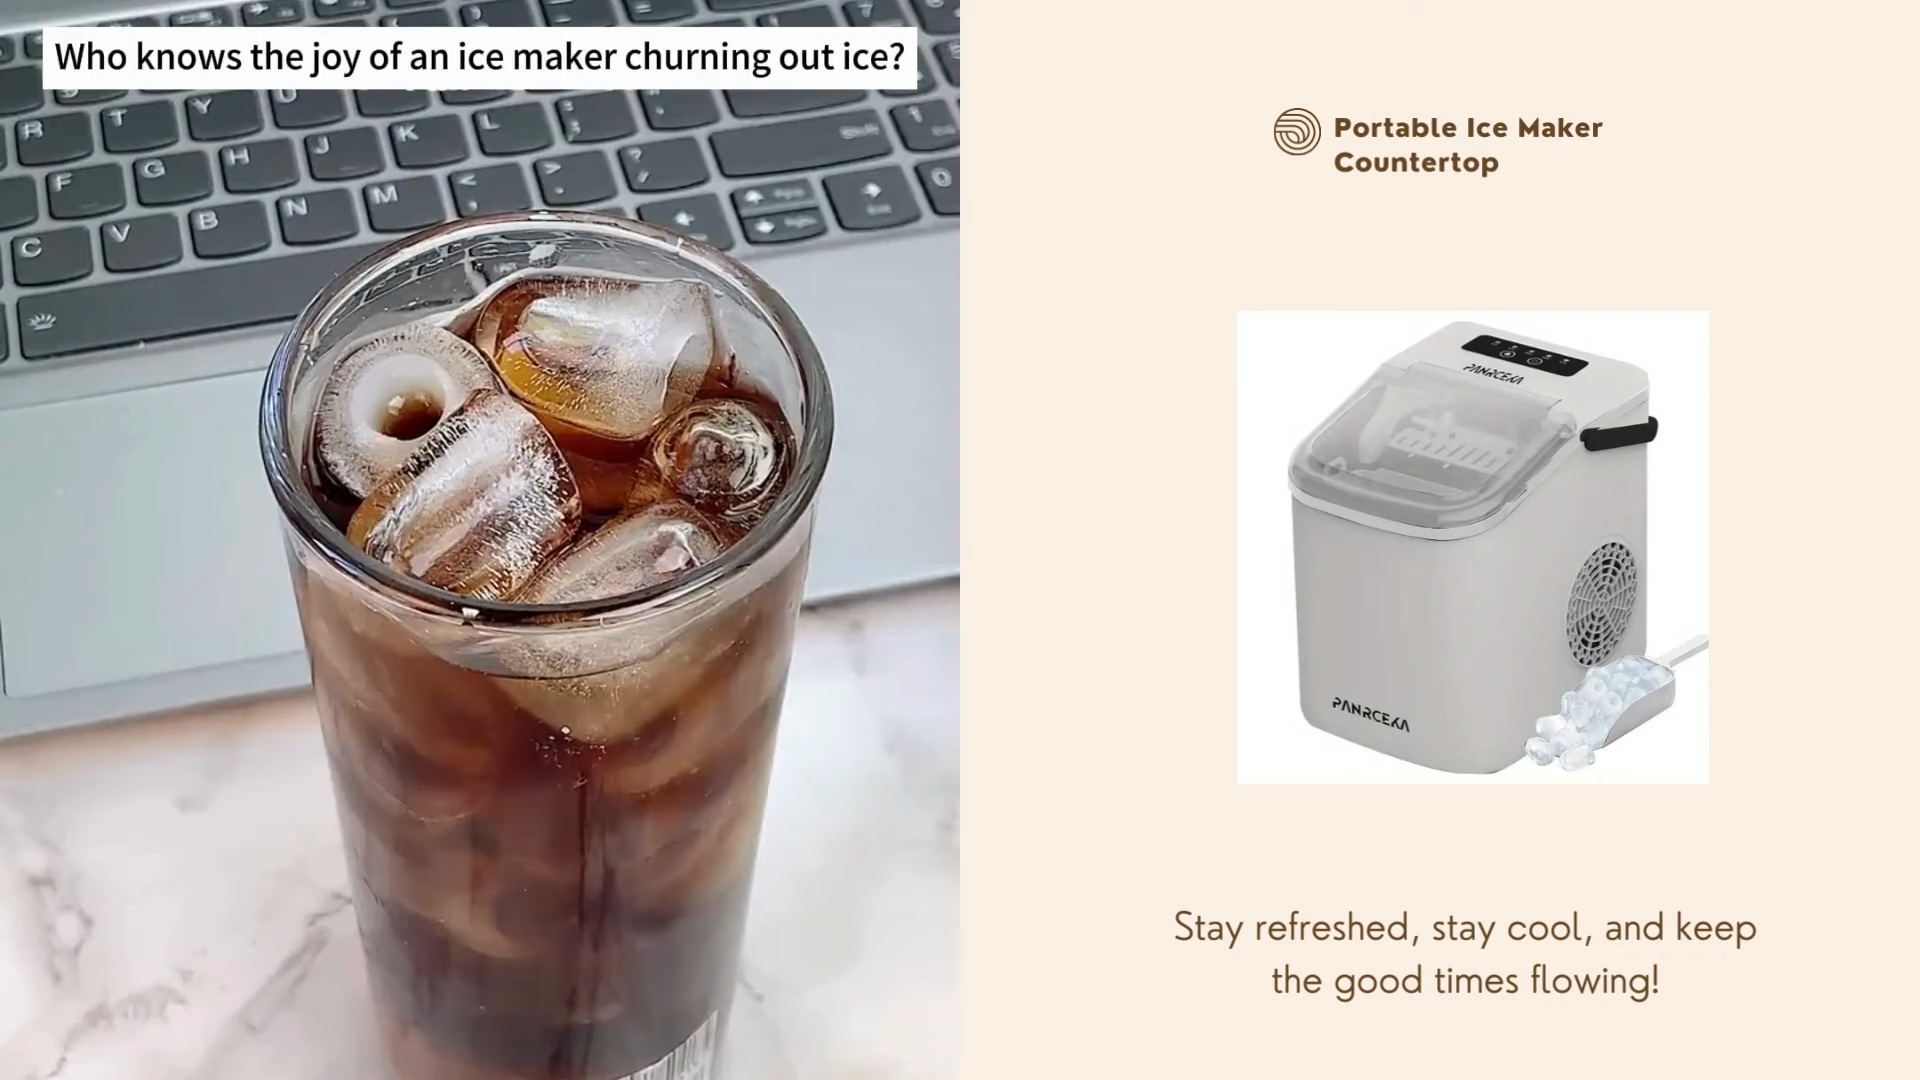 Who knows the joy of an ice maker churning out ice?
R T Y U
J K L
Shift
F G H
M
C V B N
Portable Ice Maker
Countertop
PANRCEKA
PANRCEKA
Stay refreshed, stay cool, and keep
the good times flowing!